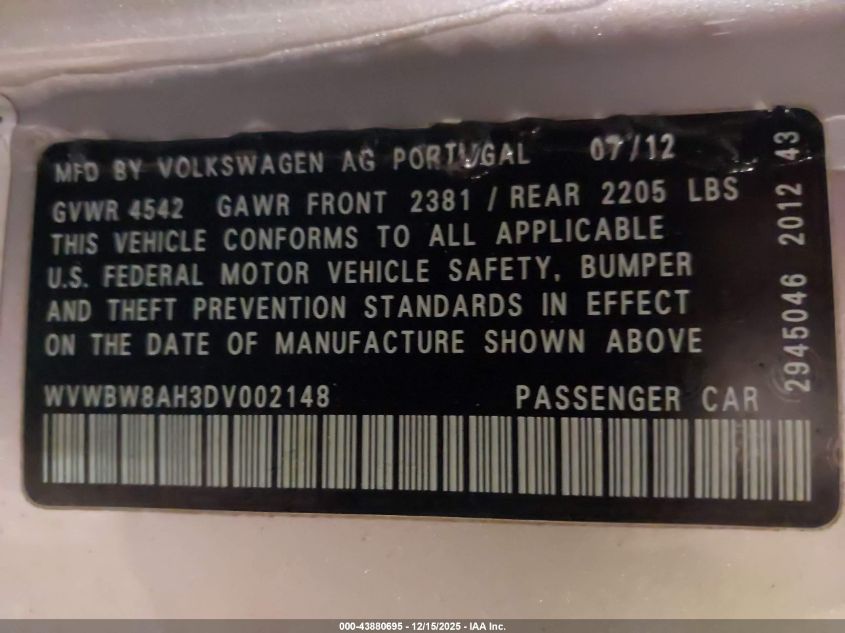 MFD BY VOLKSWAGEN AG PORTUGAL 07/12
GVWR 4542 GAWR FRONT 2381 / REAR 2205 LBS
THIS VEHICLE CONFORMS TO ALL APPLICABLE
U.S. FEDERAL MOTOR VEHICLE SAFETY, BUMPER
AND THEFT PREVENTION STANDARDS IN EFFECT
ON THE DATE OF MANUFACTURE SHOWN ABOVE
WVWBW8AH3DV002148 PASSENGER CAR
2945046 2012 43
000-43880695 - 12/15/2025 - IAA Inc.